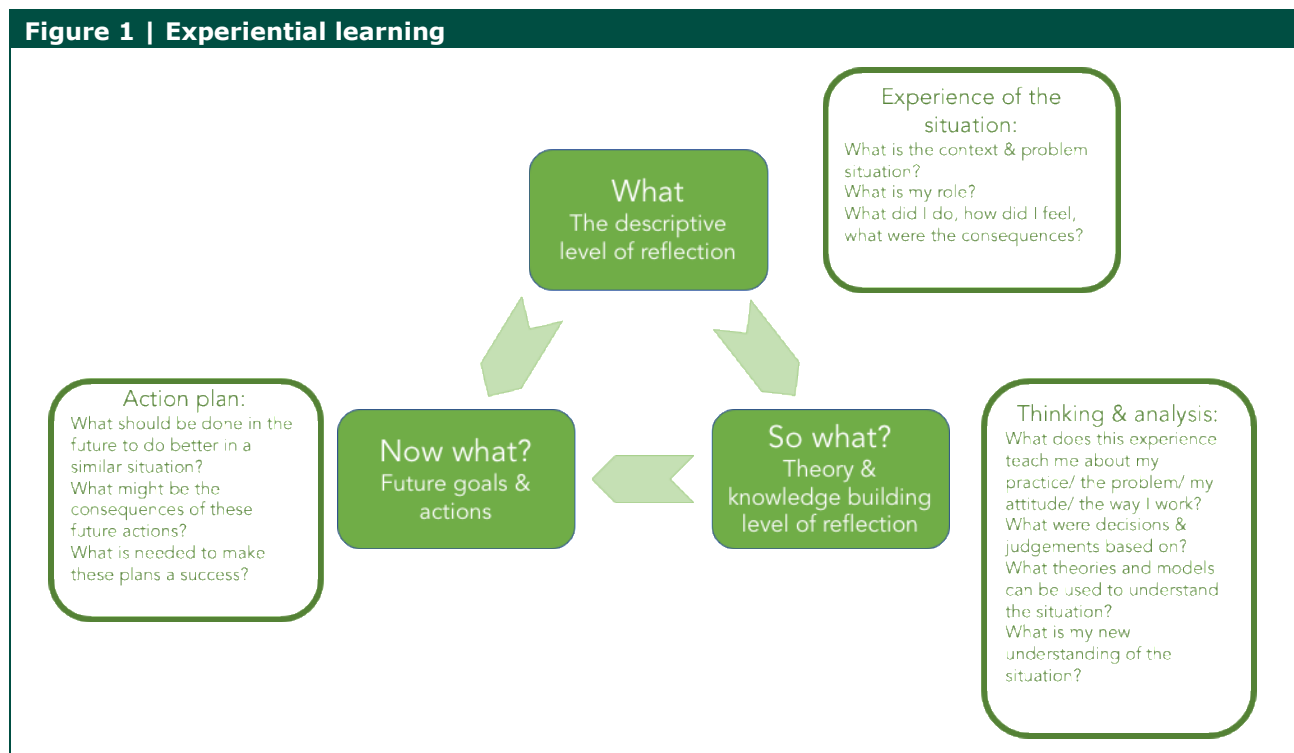 Figure 1 | Experiential learning
Experience of the
situation:
What is the context & problem
situation?
What is my role?
What did I do, how did I feel,
what were the consequences?
What
The descriptive
level of reflection
Action plan:
What should be done in the
future to do better in a
similar situation?
What might be the
consequences of these
future actions?
What is needed to make
these plans a success?
Now what?
Future goals &
actions
So what?
Theory &
knowledge building
level of reflection
Thinking & analysis:
What does this experience
teach me about my
practice/ the problem/ my
attitude/ the way I work?
What were decisions &
judgements based on?
What theories and models
can be used to understand
the situation?
What is my new
understanding of the
situation?